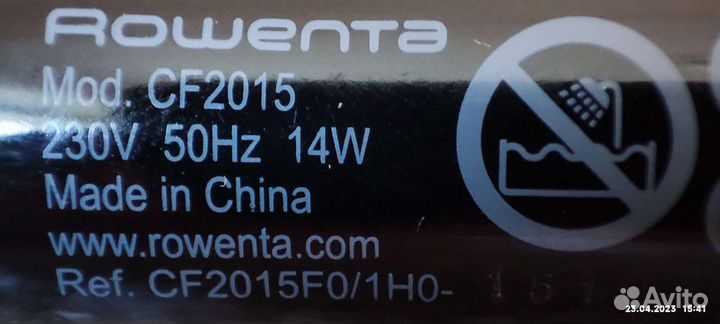 Rowenta
Mod. CF2015
230V 50Hz 14W
Made in China
www.rowenta.com
Ref. CF2015F0/1H0-
Avito
23.04.2023 15:41